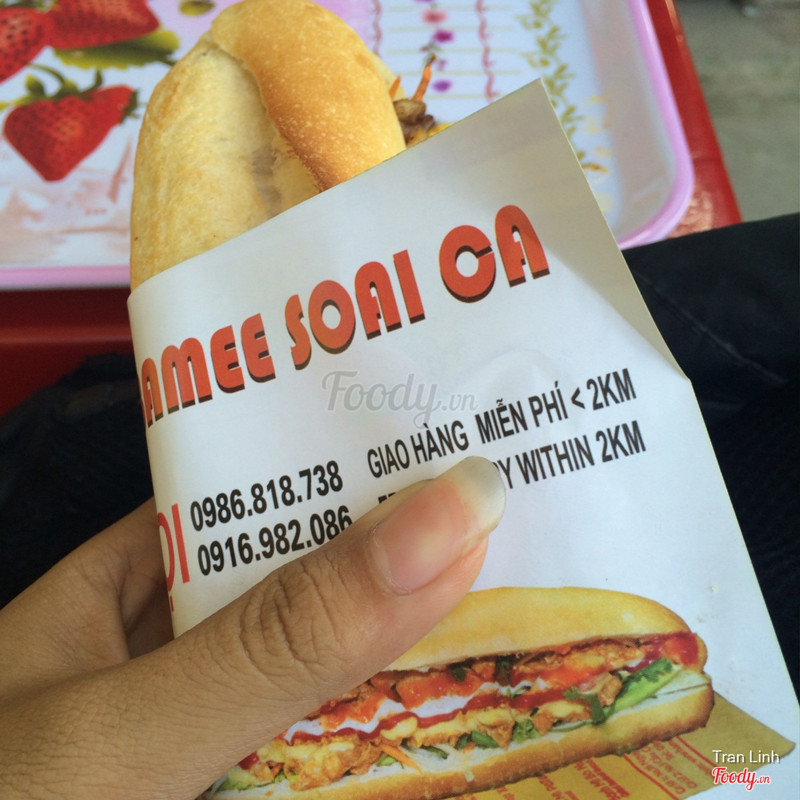 AMEE SOAI CA
Foody.vn
GIAO HÀNG MIỄN PHÍ < 2KM
WITHIN 2KM
ỌI
0986.818.738
0916.982.086
Tran Linh
Foody.vn